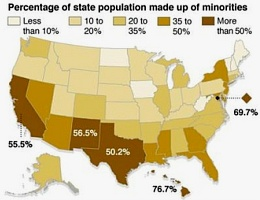 Percentage of state population made up of minorities
Less than 10%
10 to 20%
20 to 35%
35 to 50%
More than 50%
69.7%
56.5%
55.5%
50.2%
76.7%